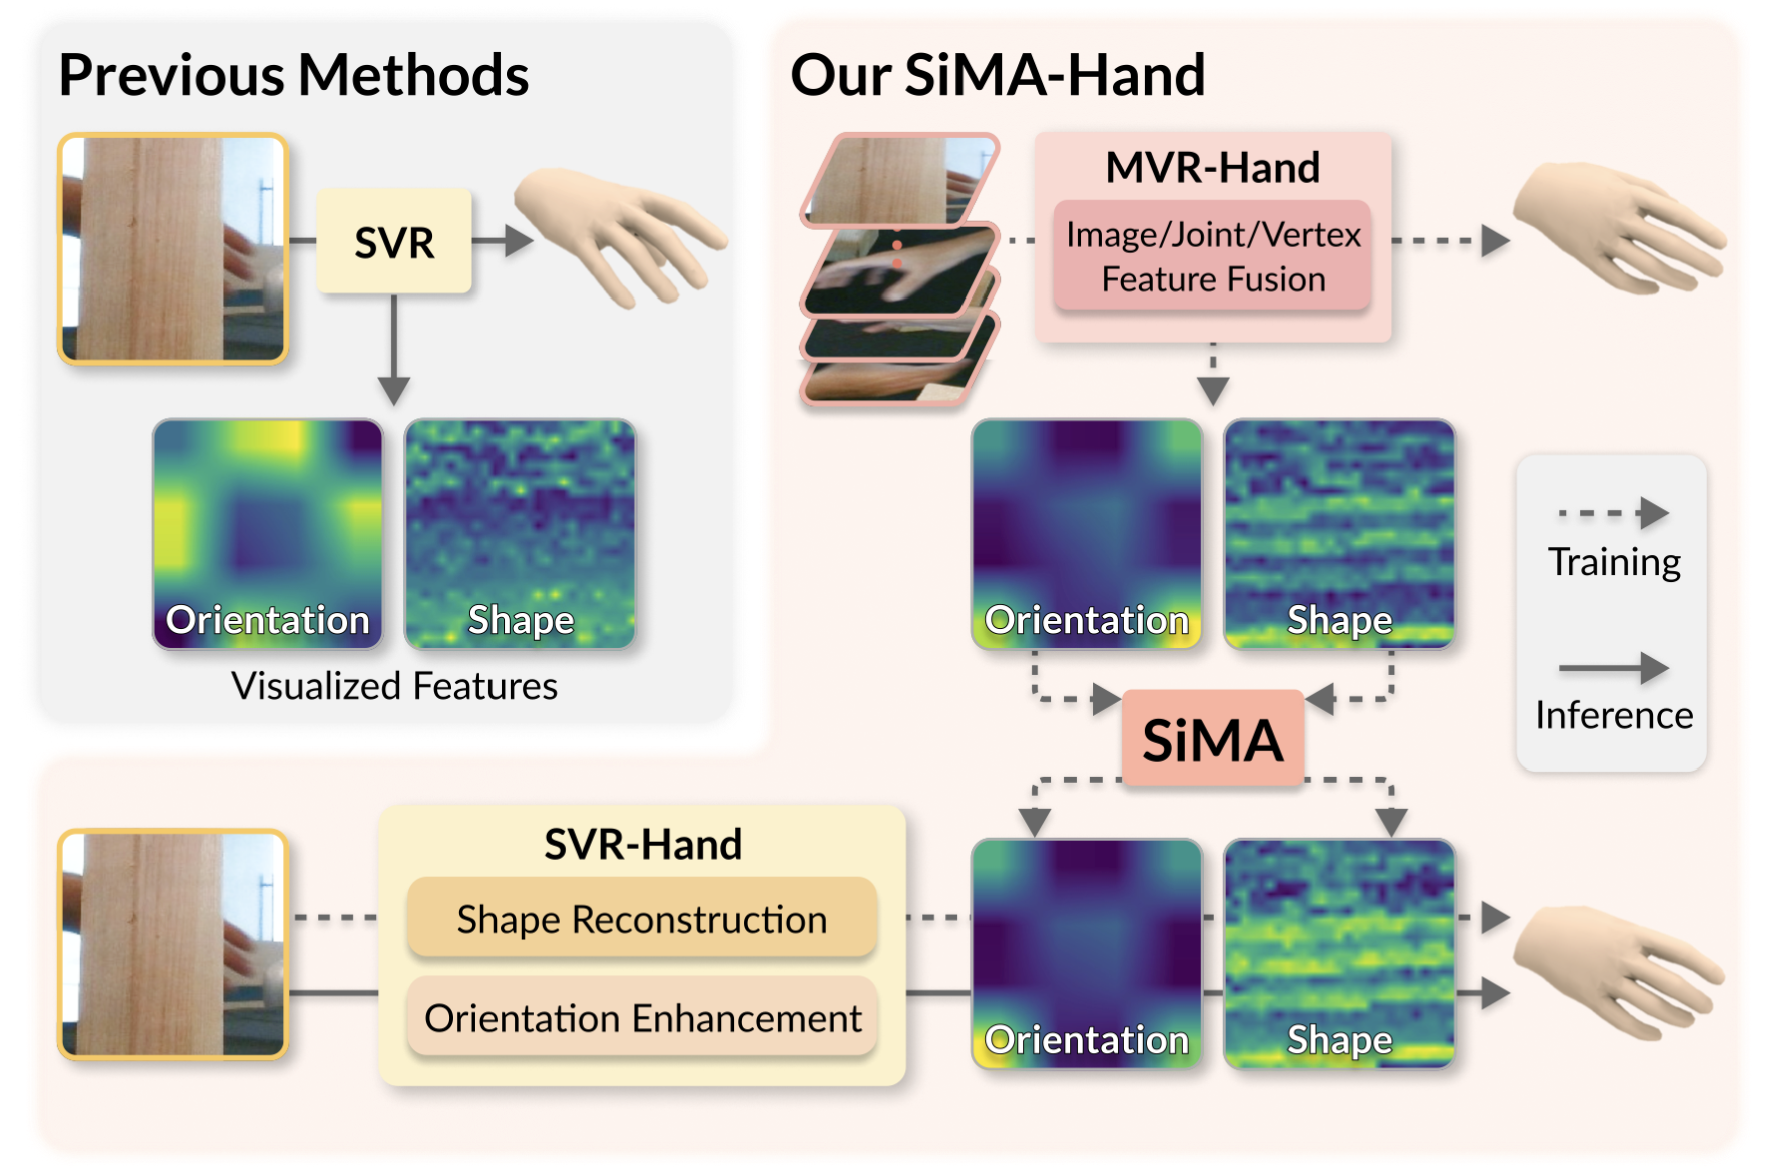 Previous Methods
SVR
Orientation
Shape
Visualized Features
Our SiMA-Hand
MVR-Hand
Image/Joint/Vertex
Feature Fusion
Orientation
Shape
SiMA
Training
Inference
SVR-Hand
Shape Reconstruction
Orientation Enhancement
Orientation
Shape